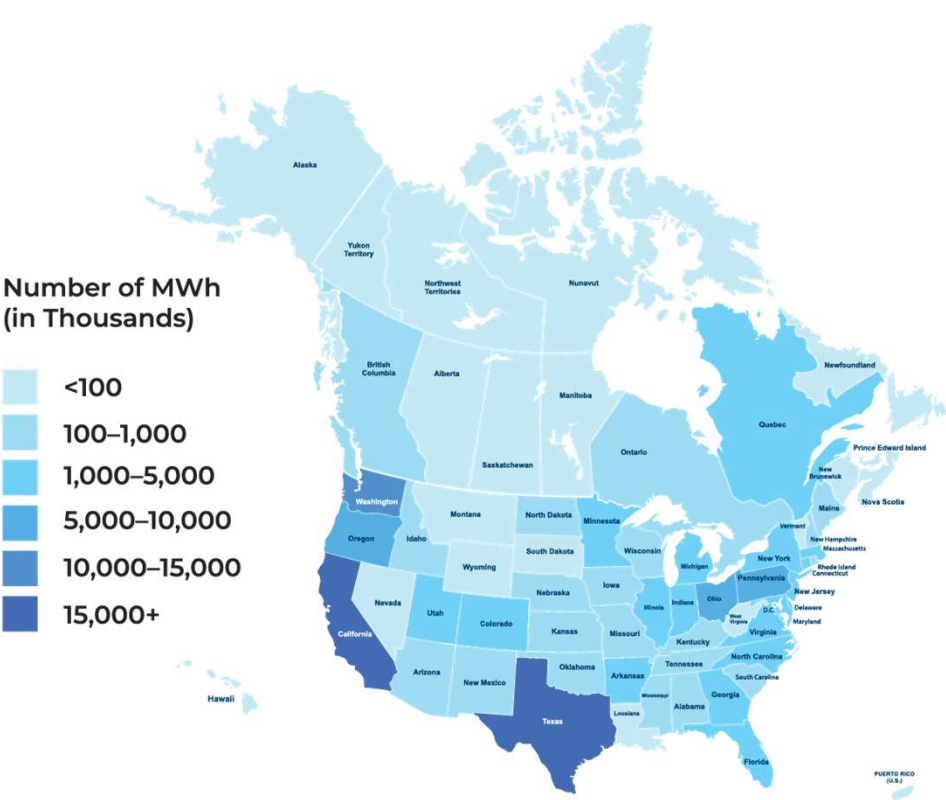 Number of MWh
(in Thousands)
<100
100–1,000
1,000–5,000
5,000–10,000
10,000–15,000
15,000+
Alaska
Yukon
Territory
Northwest
Territories
Nunavut
British
Columbia
Alberta
Saskatchewan
Manitoba
Ontario
Quebec
Newfoundland
Prince Edward Island
New
Brunswick
Nova Scotia
Maine
Vermont
New Hampshire
Massachusetts
Rhode Island
Connecticut
New York
Pennsylvania
New Jersey
D.C.
Delaware
Maryland
West
Virginia
Virginia
North Carolina
South Carolina
Georgia
Florida
Washington
Oregon
Idaho
Montana
North Dakota
South Dakota
Minnesota
Wisconsin
Michigan
Wyoming
Nebraska
Iowa
Illinois
Indiana
Ohio
Nevada
Utah
Colorado
Kansas
Missouri
Kentucky
California
Arizona
New Mexico
Oklahoma
Arkansas
Tennessee
Mississippi
Alabama
Texas
Lousiana
Hawaii
PUERTO RICO
(U.S.)